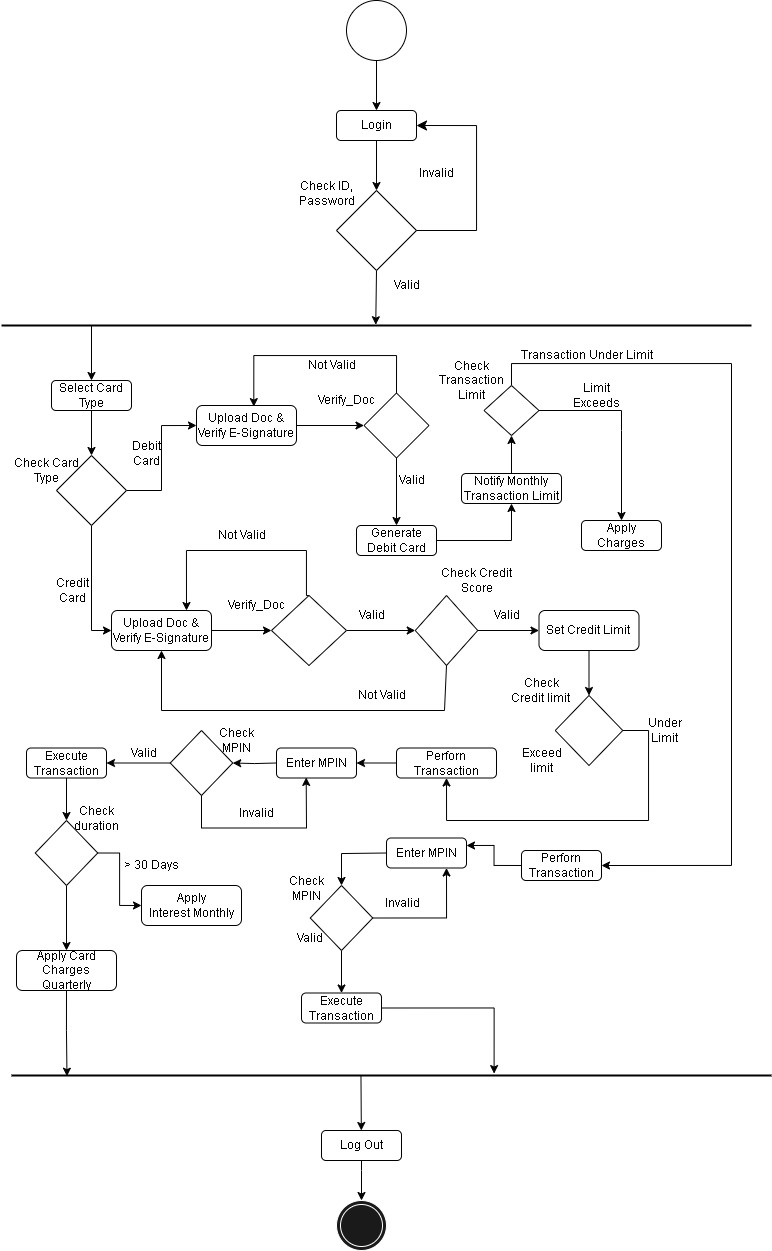 Login
Invalid
Check ID,
Password
Valid
Select Card
Type
Check Card
Type
Debit
Card
Credit
Card
Not Valid
Upload Doc &
Verify E-Signature
Verify_Doc
Valid
Generate
Debit Card
Notify Monthly
Transaction Limit
Check
Transaction
Limit
Transaction Under Limit
Limit
Exceeds
Apply
Charges
Not Valid
Upload Doc &
Verify E-Signature
Verify_Doc
Valid
Check Credit
Score
Valid
Set Credit Limit
Not Valid
Check
Credit limit
Exceed
limit
Under
Limit
Perforn
Transaction
Enter MPIN
Check
MPIN
Invalid
Valid
Execute
Transaction
Check
duration
> 30 Days
Apply
Interest Monthly
Apply Card
Charges
Quarterly
Perforn
Transaction
Enter MPIN
Check
MPIN
Invalid
Valid
Execute
Transaction
Log Out